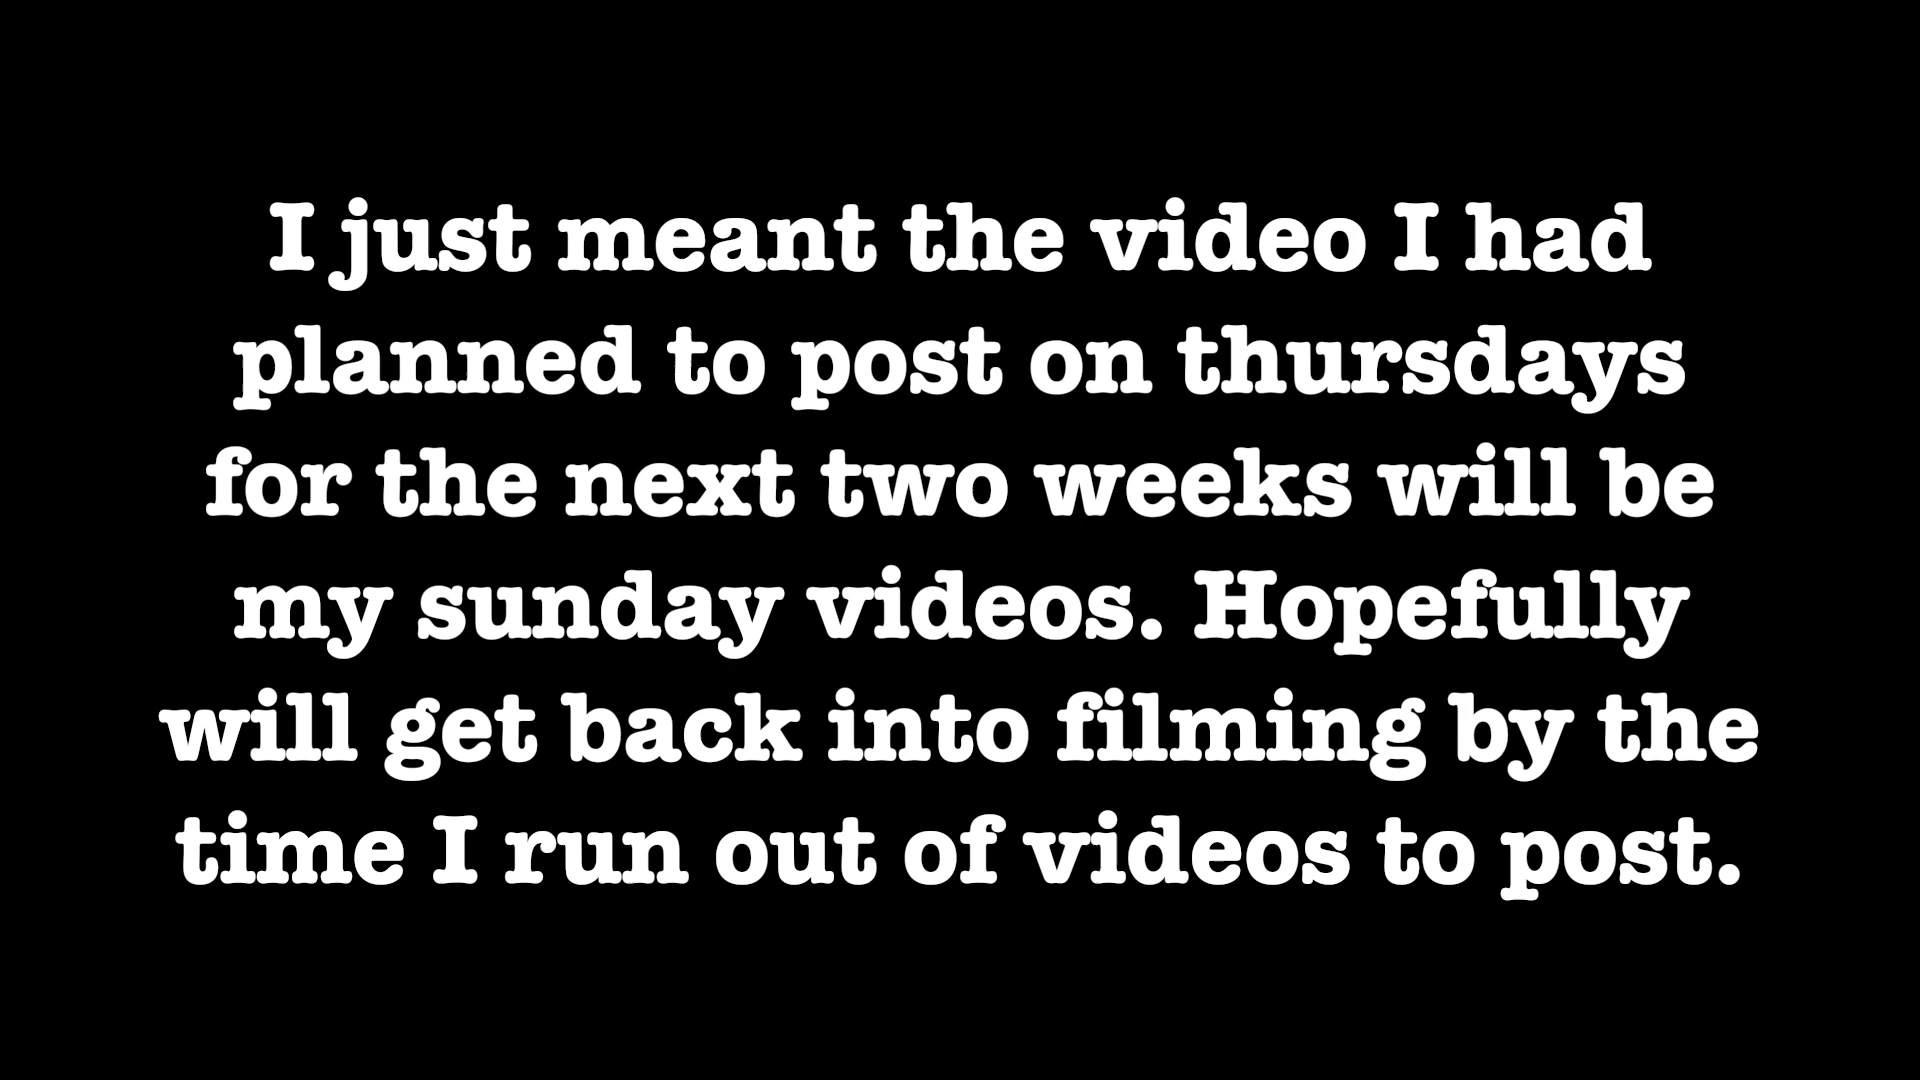 I just meant the video I had
planned to post on thursdays
for the next two weeks will be
my sunday videos. Hopefully
will get back into filming by the
time I run out of videos to post.